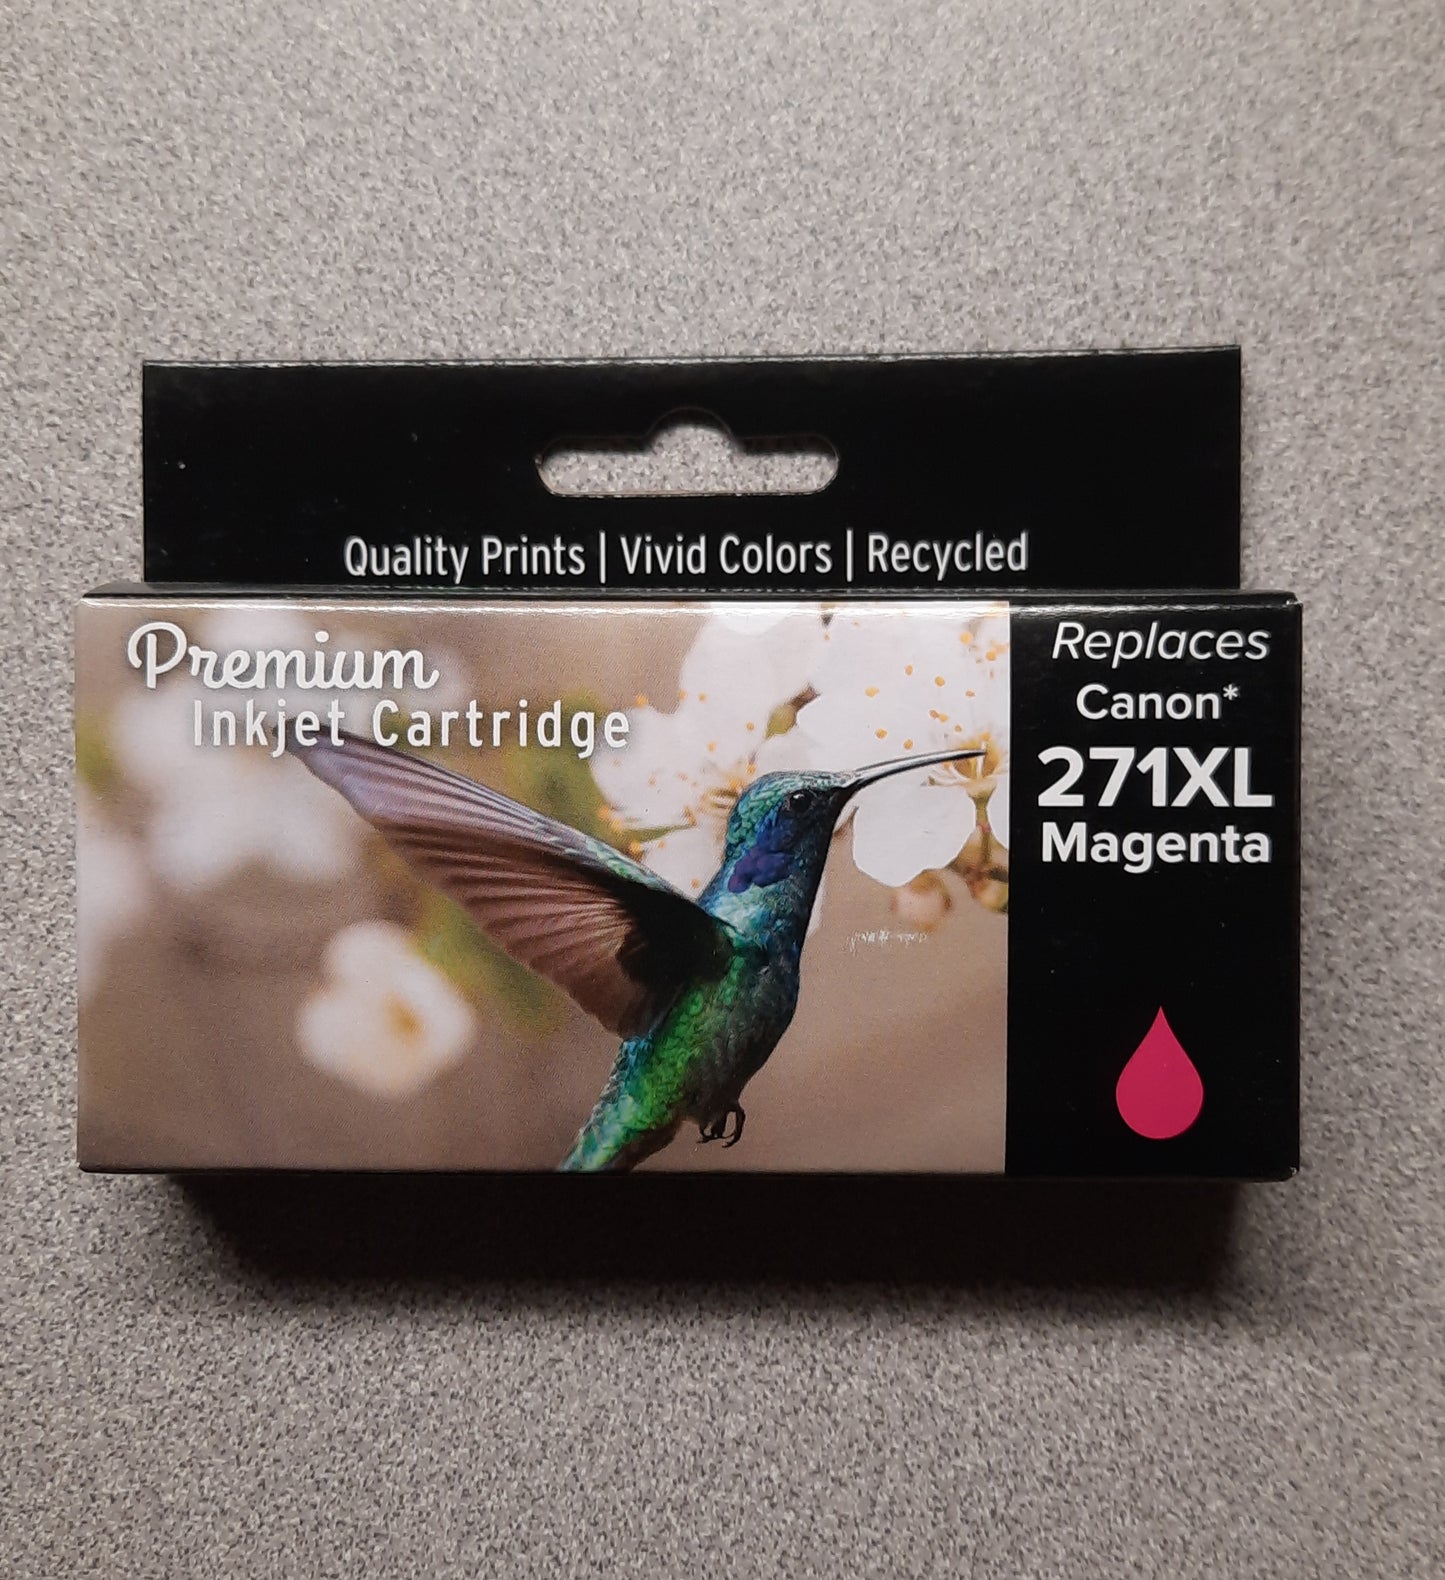 Quality Prints | Vivid Colors | Recycled
Premium
Inkjet Cartridge
Replaces
Canon*
271XL
Magenta